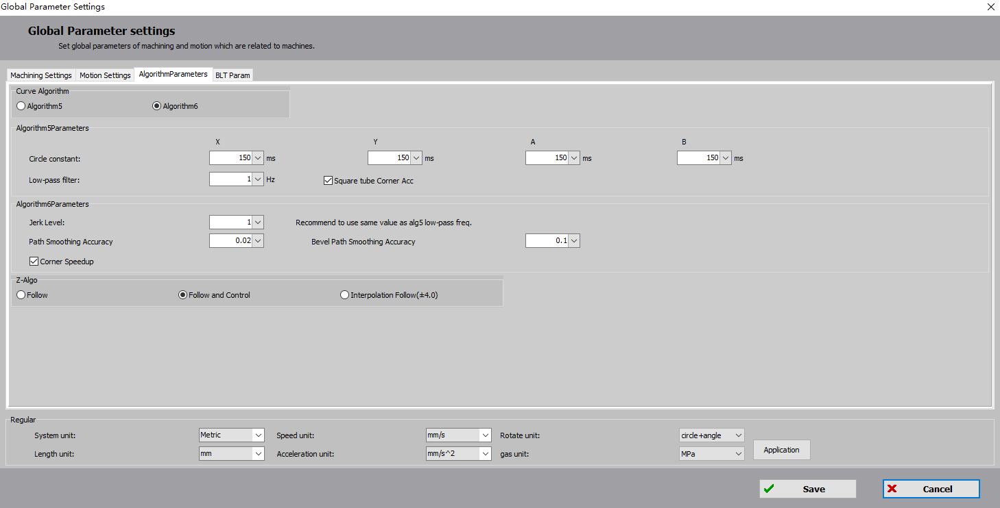 Global Parameter Settings
Global Parameter settings
Set global parameters of machining and motion which are related to machines.
Machining Settings Motion Settings AlgorithmParameters BLT Param
Curve Algorithm
Algorithm5 Algorithm6
Algorithm5Parameters
X Y A B
Circle constant: 150 ms 150 ms 150 ms 150 ms
Low-pass filter: 1 Hz Square tube Corner Acc
Algorithm6Parameters
Jerk Level: 1 Recommend to use same value as alg5 low-pass freq.
Path Smoothing Accuracy 0.02 Bevel Path Smoothing Accuracy 0.1
Corner Speedup
Z-Algo
Follow Follow and Control Interpolation Follow(±4.0)
Regular
System unit: Metric Speed unit: mm/s Rotate unit: circle+angle
Length unit: mm Acceleration unit: mm/s^2 gas unit: MPa Application
Save Cancel